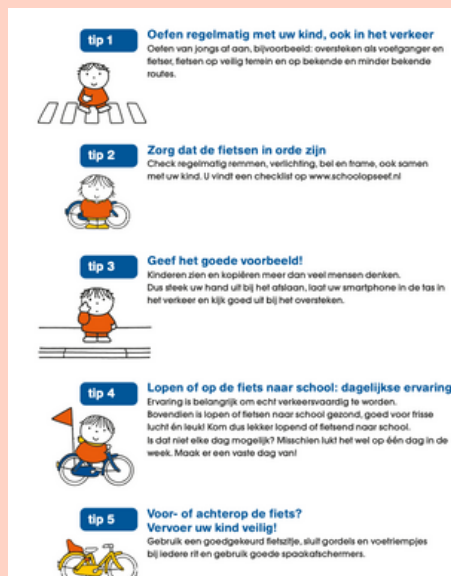 tip 1
Oefen regelmatig met uw kind, ook in het verkeer
Oefen van jongs af aan, bijvoorbeeld: oversteken als voetganger en
fietser, fietsen op veilig terrein en op bekende en minder bekende
routes.
tip 2
Zorg dat de fietsen in orde zijn
Check regelmatig remmen, verlichting, bel en frame, ook samen
met uw kind. U vindt een checklist op www.schoolopseef.nl
tip 3
Geef het goede voorbeeld!
Kinderen zien en kopiëren meer dan veel mensen denken.
Dus steek uw hand uit bij het afslaan, laat uw smartphone in de tas in
het verkeer en kijk goed uit bij het oversteken.
tip 4
Lopen of op de fiets naar school: dagelijkse ervaring
Ervaring is belangrijk om echt verkeersvaardig te worden.
Bovendien is lopen of fietsen naar school gezond, goed voor frisse
lucht én leuk! Kom dus lekker lopend of fietsend naar school.
Is dat niet elke dag mogelijk? Misschien lukt het wel op één dag in de
week. Maak er een vaste dag van!
tip 5
Voor- of achterop de fiets?
Vervoer uw kind veilig!
Gebruik een goedgekeurd fietszitje, sluit gordels en voetriempjes
bij iedere rit en gebruik goede spaakafschermers.